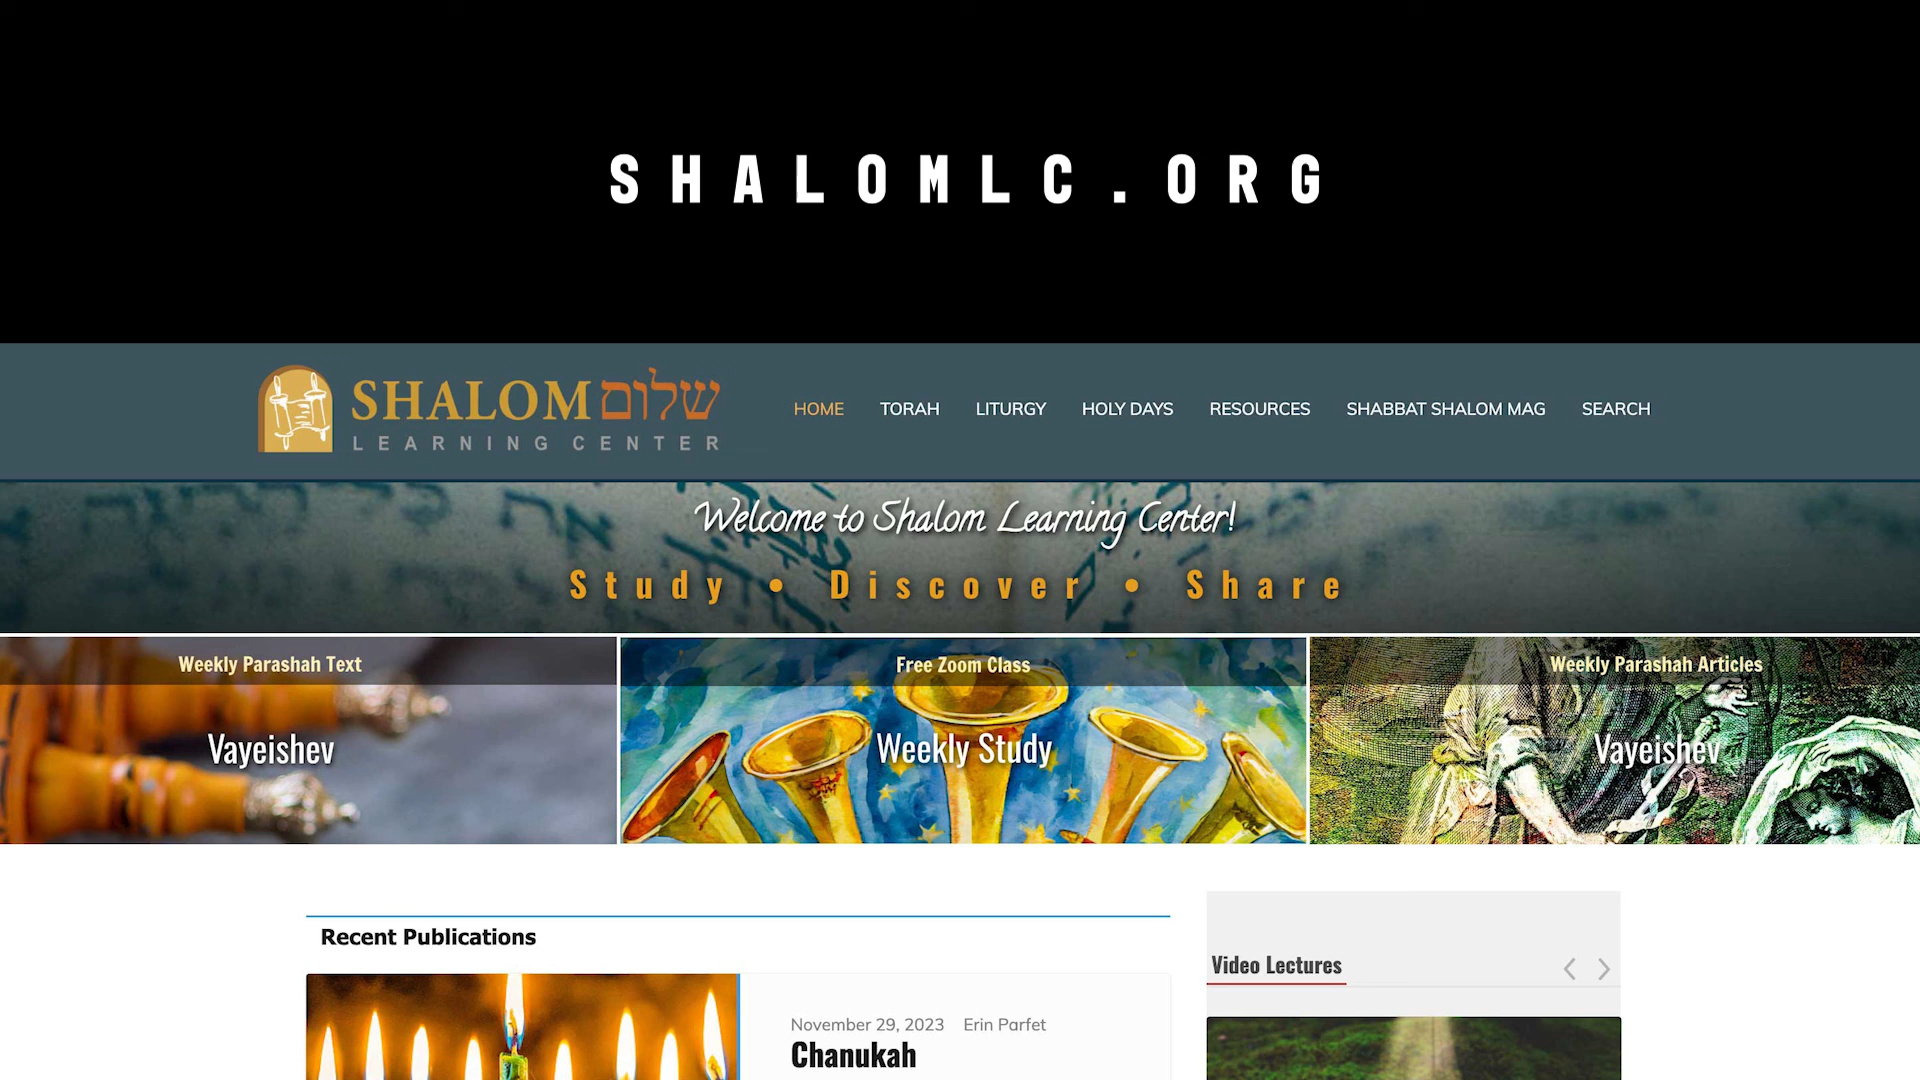 SHALOMLC.ORG
SHALOM שלום
LEARNING CENTER
HOME TORAH LITURGY HOLY DAYS RESOURCES SHABBAT SHALOM MAG SEARCH
Welcome to Shalom Learning Center!
Study • Discover • Share
Weekly Parashah Text
Vayeishev
Free Zoom Class
Weekly Study
Weekly Parashah Articles
Vayeishev
Recent Publications
November 29, 2023 Erin Parfet
Chanukah
Video Lectures